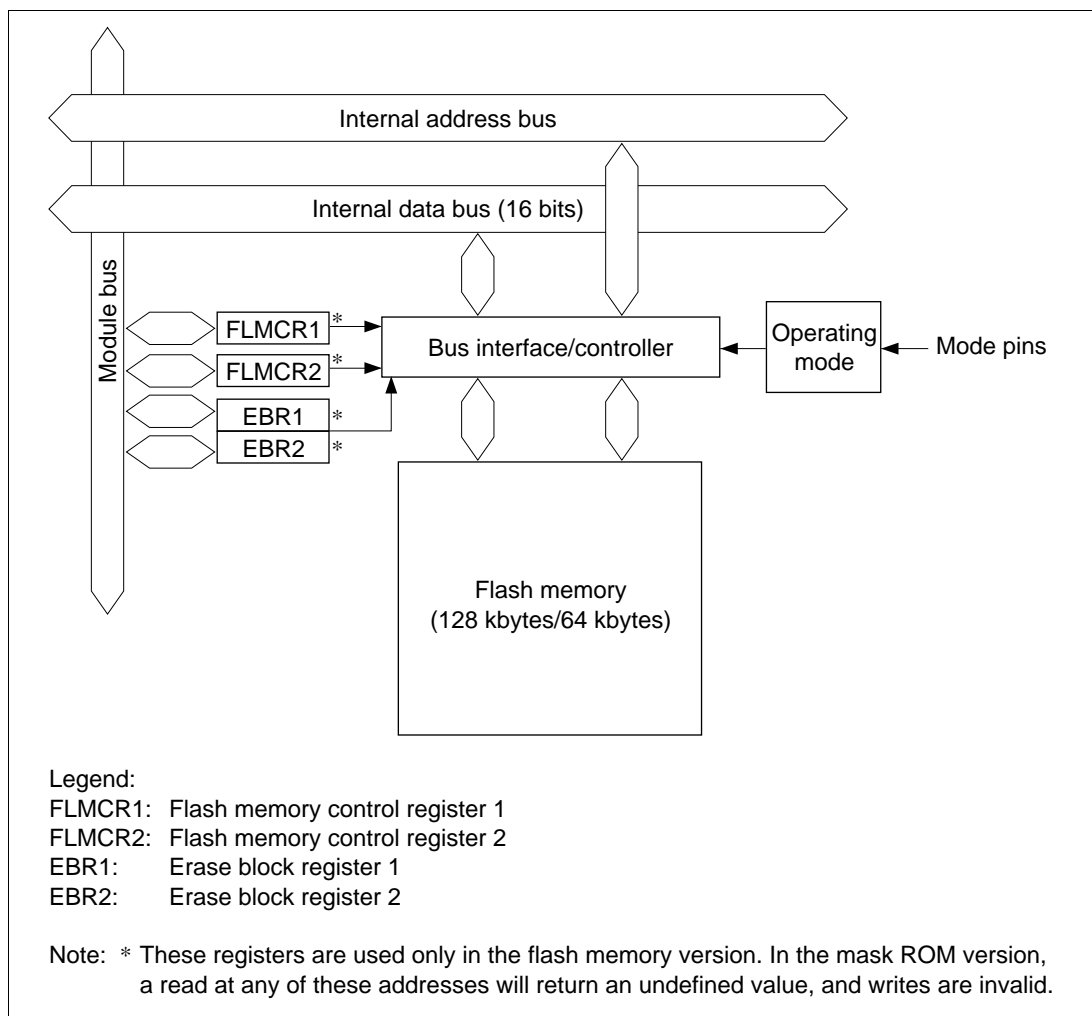 Internal address bus
Internal data bus (16 bits)
Module bus
FLMCR1 *
FLMCR2 *
EBR1 *
EBR2 *
Bus interface/controller
Operating
mode
Mode pins
Flash memory
(128 kbytes/64 kbytes)
Legend:
FLMCR1: Flash memory control register 1
FLMCR2: Flash memory control register 2
EBR1: Erase block register 1
EBR2: Erase block register 2
Note: * These registers are used only in the flash memory version. In the mask ROM version,
a read at any of these addresses will return an undefined value, and writes are invalid.